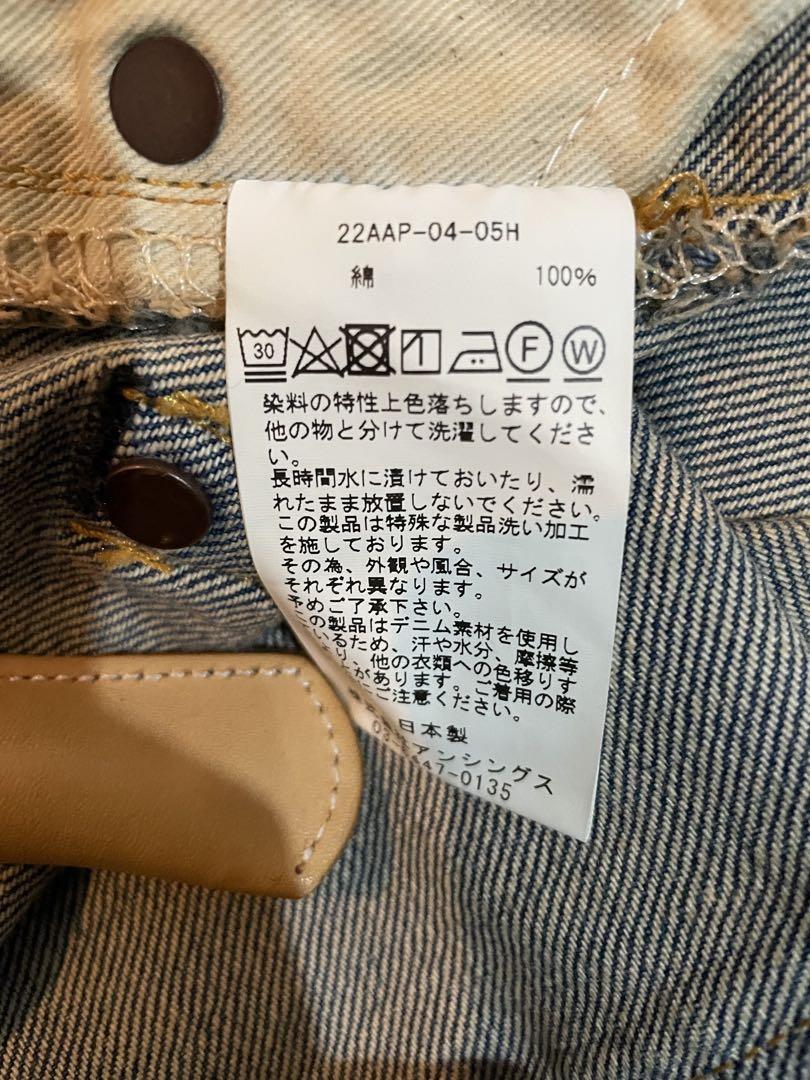 22AAP-04-05H
綿 100%
30 F W
染料の特性上色落ちしますので、
他の物と分けて洗濯してくださ
い。
長時間水に漬けておいたり、濡
れたまま放置しないでください。
この製品は特殊な製品洗い加工
を施しております。
その為、外観や風合、サイズが
それぞれ異なります。
予めご了承下さい。
この製品はデニム素材を使用し
いるため、汗や水分、摩擦等
、他の衣類への色移りす
があります。ご着用の際
にご注意ください。
日本製
アンシングス
47-0135